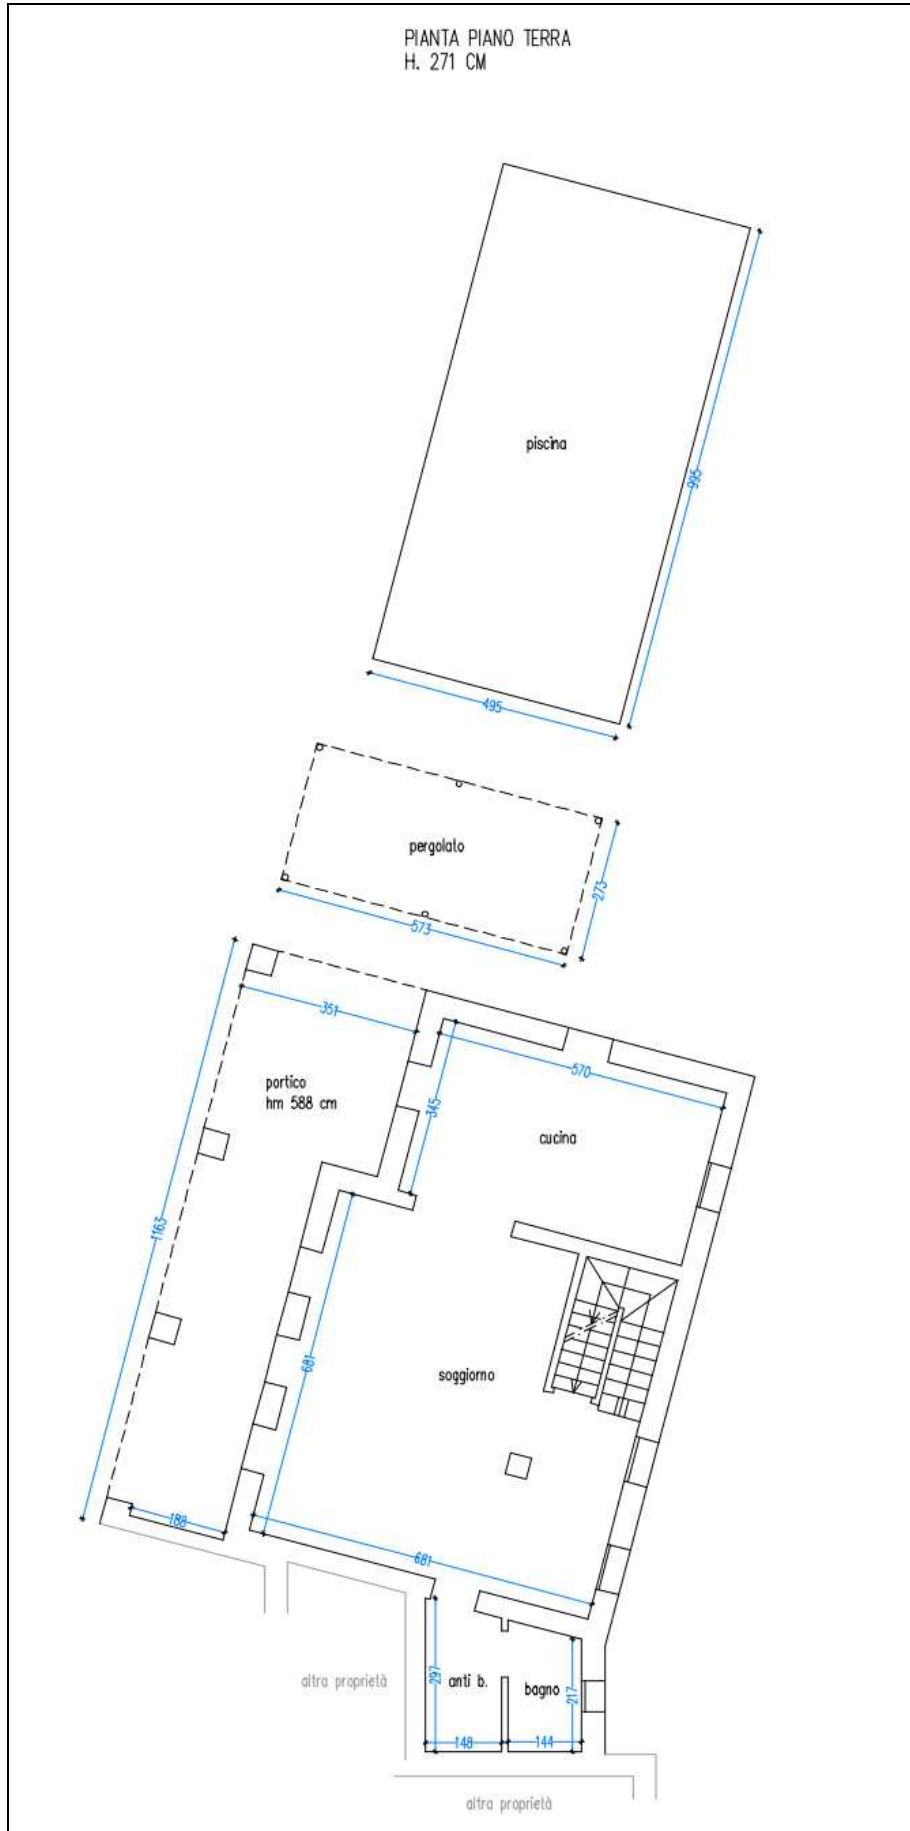 PIANTA PIANO TERRA
H. 271 CM
piscina
995
495
pergolato
273
573
351
portico
hm 588 cm
570
345
cucina
1163
681
soggiorno
188
681
297
anti b.
bagno
217
altra proprietà
148
144
altra proprietà